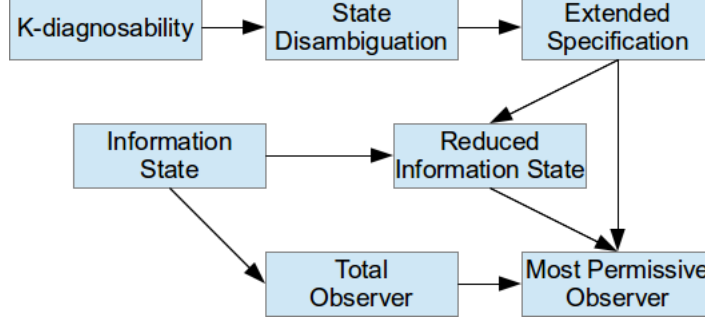 K-diagnosability
State
Disambiguation
Extended
Specification
Information
State
Reduced
Information State
Total
Observer
Most Permissive
Observer